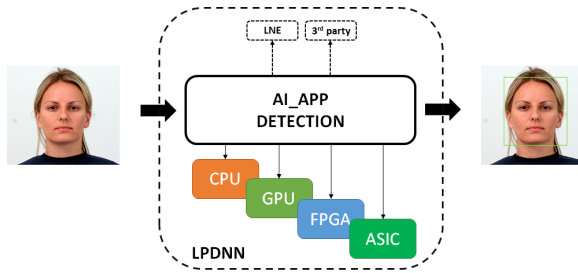 LNE
3rd party
AI_APP
DETECTION
CPU
GPU
FPGA
ASIC
LPDNN